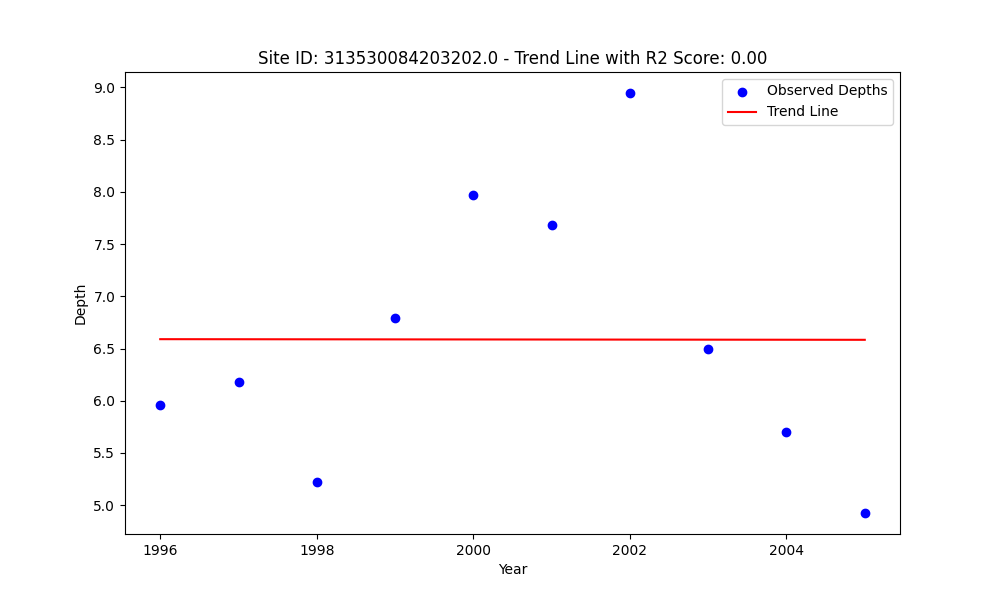 Site ID: 313530084203202.0 - Trend Line with R2 Score: 0.00
Observed Depths
Trend Line
9.0
8.5
8.0
7.5
7.0
6.5
6.0
5.5
5.0
Depth
1996
1998
2000
2002
2004
Year